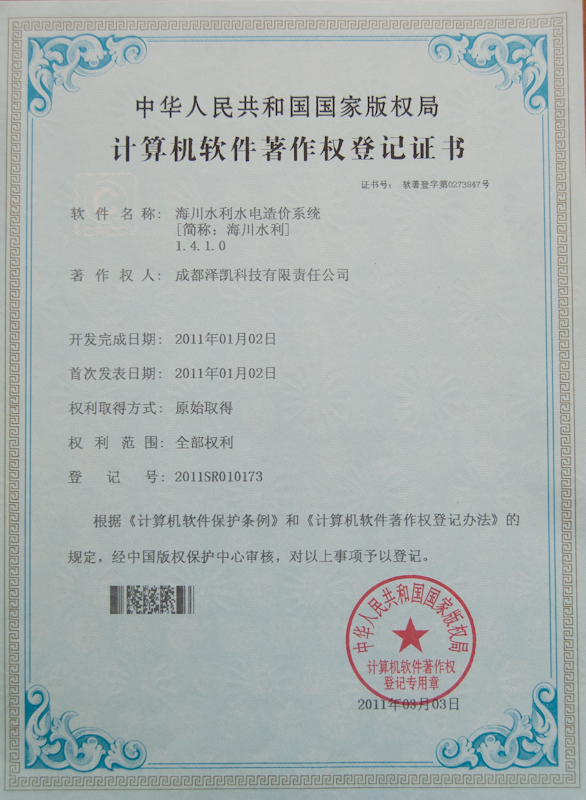 中华人民共和国国家版权局
计算机软件著作权登记证书
证书号: 软著登字第0273847号
软件名称: 海川水利水电造价系统
[简称: 海川水利]
1.4.1.0
著作权人: 成都泽凯科技有限责任公司
开发完成日期: 2011年01月02日
首次发表日期: 2011年01月02日
权利取得方式: 原始取得
权利范围: 全部权利
登记号: 2011SR010173
根据《计算机软件保护条例》和《计算机软件著作权登记办法》的
规定，经中国版权保护中心审核，对以上事项予以登记。
中华人民共和国国家版权局
计算机软件著作权
登记专用章
2011年03月03日